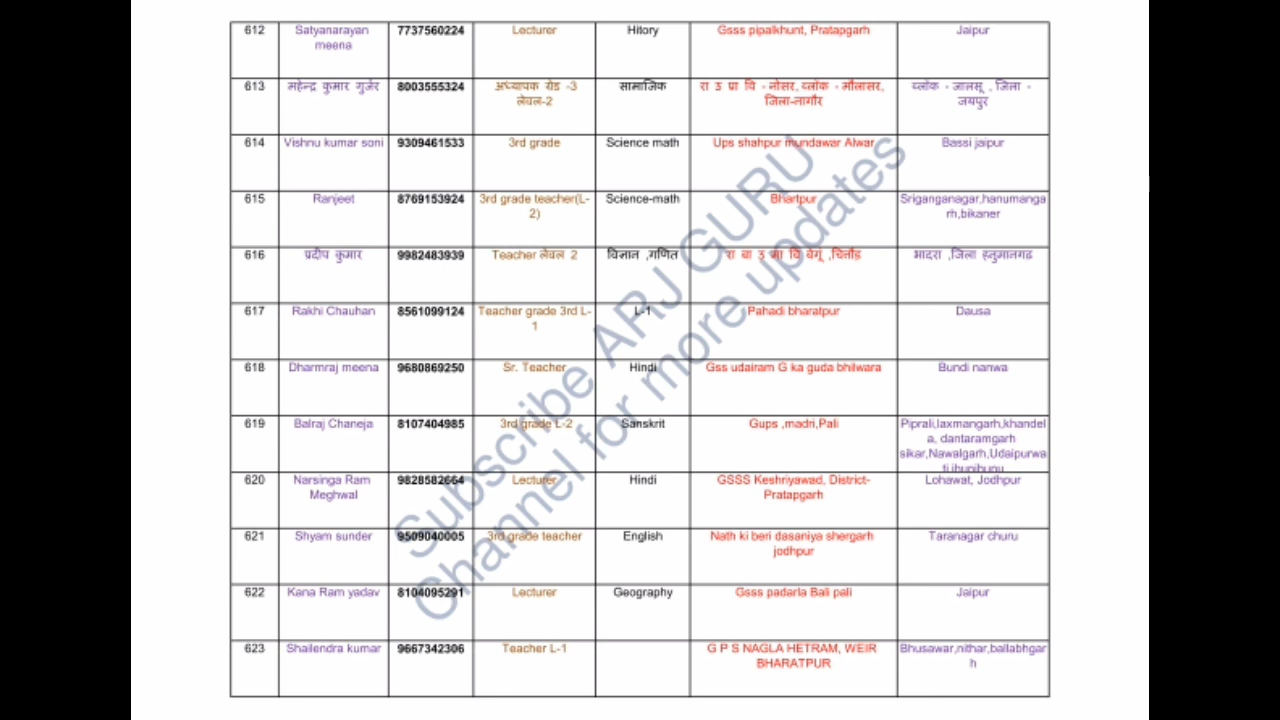 612 Satyanarayan 7737560224 Lecturer Hitory Gsss pipalkhunt, Pratapgarh Jaipur
meena
613 महेन्द्र कुमार गुर्जर 8003555324 अध्यापक ग्रेड -3 सामाजिक रा उ प्रा वि - नोसर, ब्लॉक - मौलासर, ब्लॉक - जालसू , जिला -
लेवल-2 जिला-नागौर जयपुर
614 Vishnu kumar soni 9309461533 3rd grade Science math Ups shahpur mundawar Alwar Bassi jaipur
615 Ranjeet 8769153924 3rd grade teacher(L- Science-math Bhartpur Sriganganagar,hanumanga
2) rh,bikaner
616 प्रदीप कुमार 9982483939 Teacher लेवल 2 विज्ञान ,गणित रा बा उ प्रा वि बेगूं ,चित्तौड़ भादरा ,जिला हनुमानगढ
617 Rakhi Chauhan 8561099124 Teacher grade 3rd L- L-1 Pahadi bharatpur Dausa
1
618 Dharmraj meena 9680869250 Sr. Teacher Hindi Gss udairam G ka guda bhilwara Bundi nanwa
619 Balraj Chaneja 8107404985 3rd grade L-2 Sanskrit Gups ,madri,Pali Piprali,laxmangarh,khandel
a, dantaramgarh
sikar,Nawalgarh,Udaipurwa
ti jhunjhunu
620 Narsinga Ram 9828582664 Lecturer Hindi GSSS Keshriyawad, District- Lohawat, Jodhpur
Meghwal Pratapgarh
621 Shyam sunder 9509040005 3rd grade teacher English Nath ki beri dasaniya shergarh Taranagar churu
jodhpur
622 Kana Ram yadav 8104095291 Lecturer Geography Gsss padarla Bali pali Jaipur
623 Shailendra kumar 9667342306 Teacher L-1 G P S NAGLA HETRAM, WEIR Bhusawar,nithar,ballabhgar
BHARATPUR h
Subscribe ARJ GURU
Channel for more updates